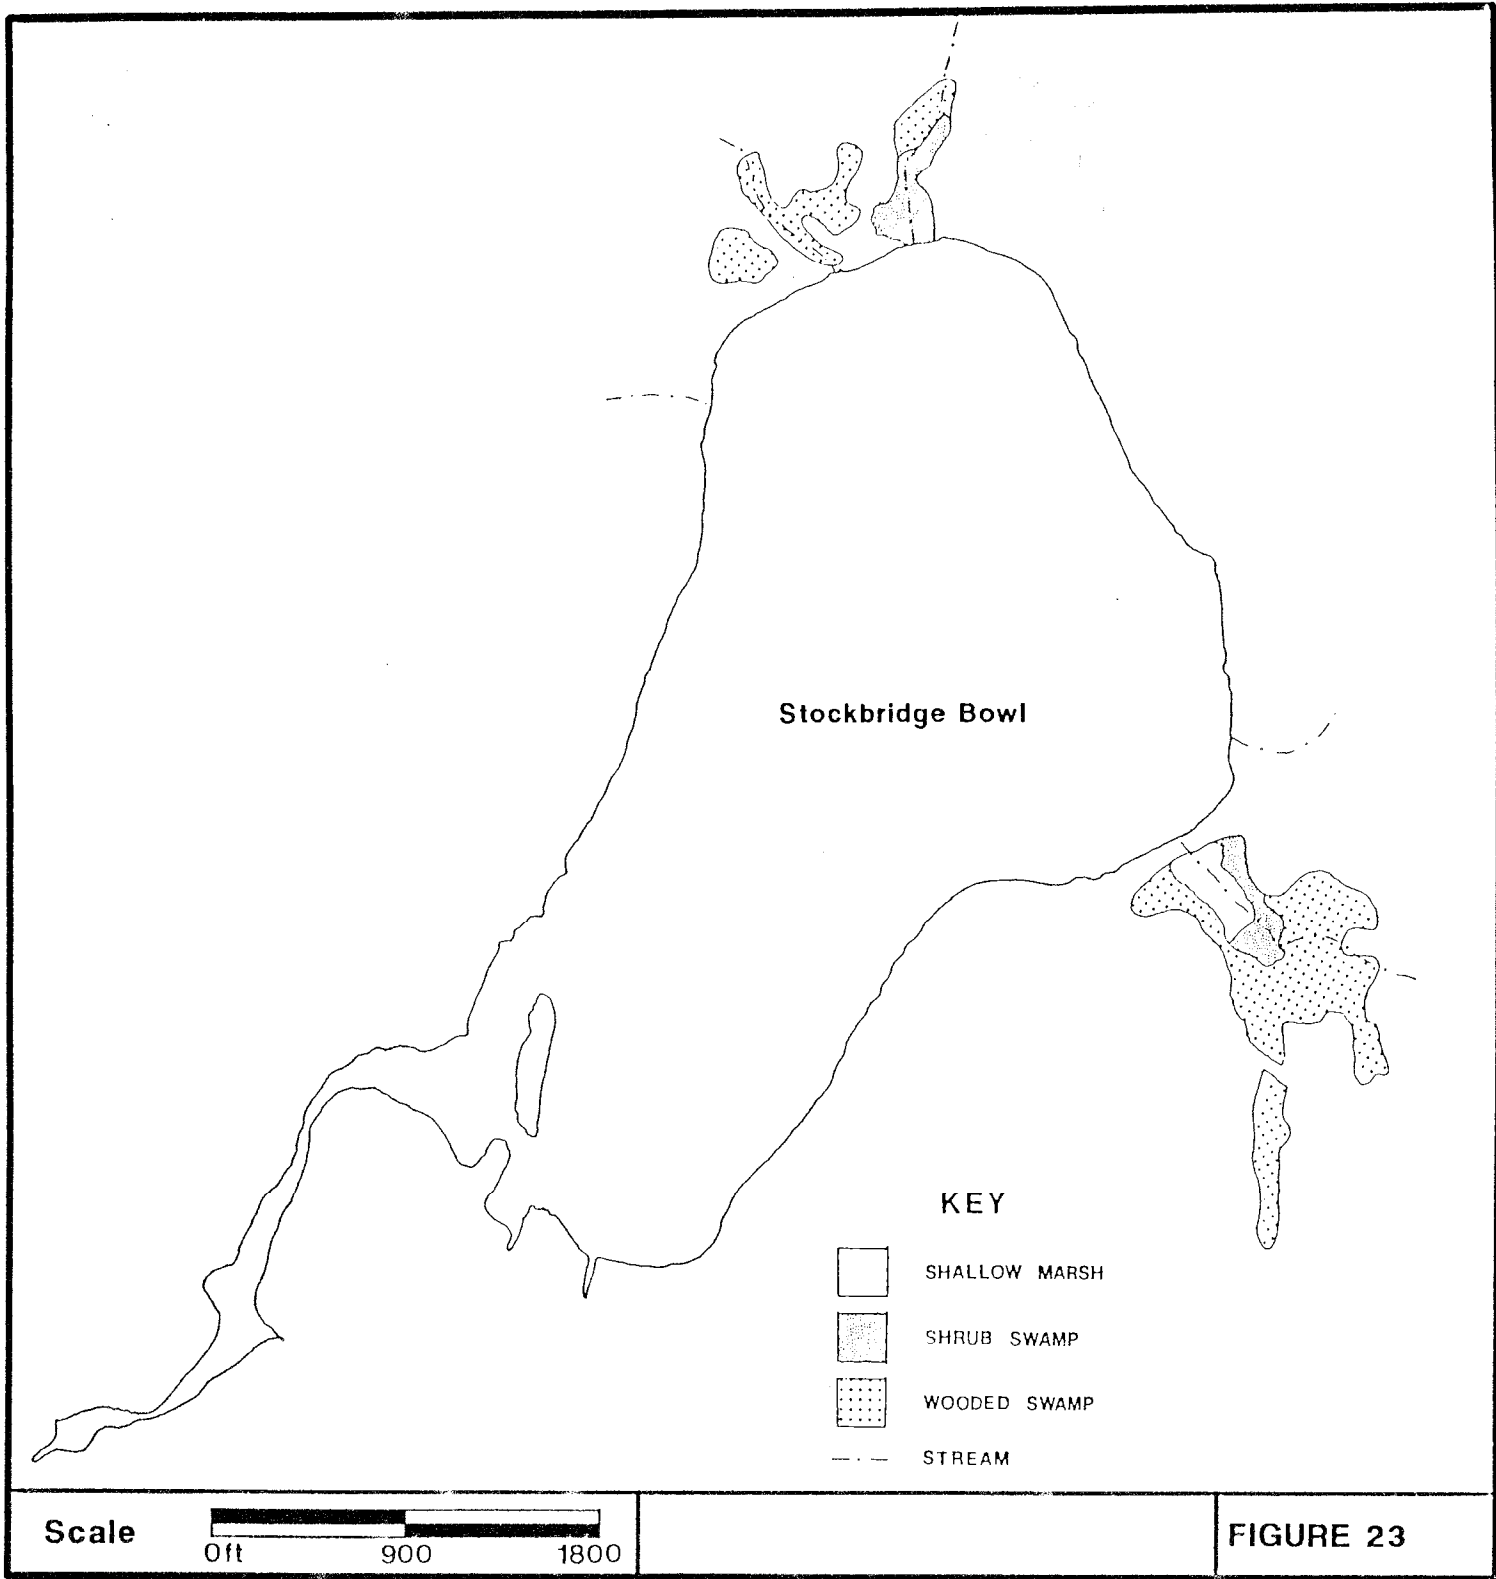 Stockbridge Bowl
KEY
SHALLOW MARSH
SHRUB SWAMP
WOODED SWAMP
STREAM
Scale
0ft 900 1800
FIGURE 23